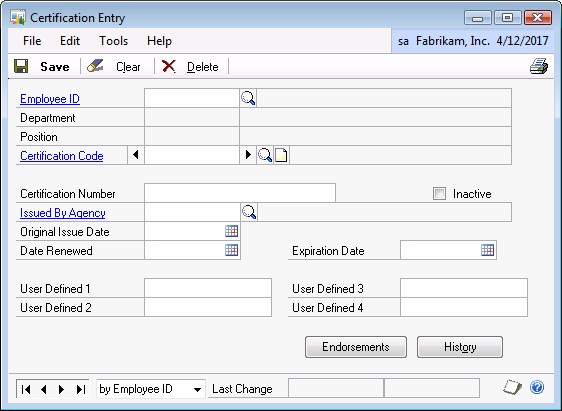 Certification Entry
File Edit Tools Help sa Fabrikam, Inc. 4/12/2017
Save Clear Delete
Employee ID
Department
Position
Certification Code
Certification Number Inactive
Issued By Agency
Original Issue Date
Date Renewed Expiration Date
User Defined 1 User Defined 3
User Defined 2 User Defined 4
Endorsements History
by Employee ID Last Change